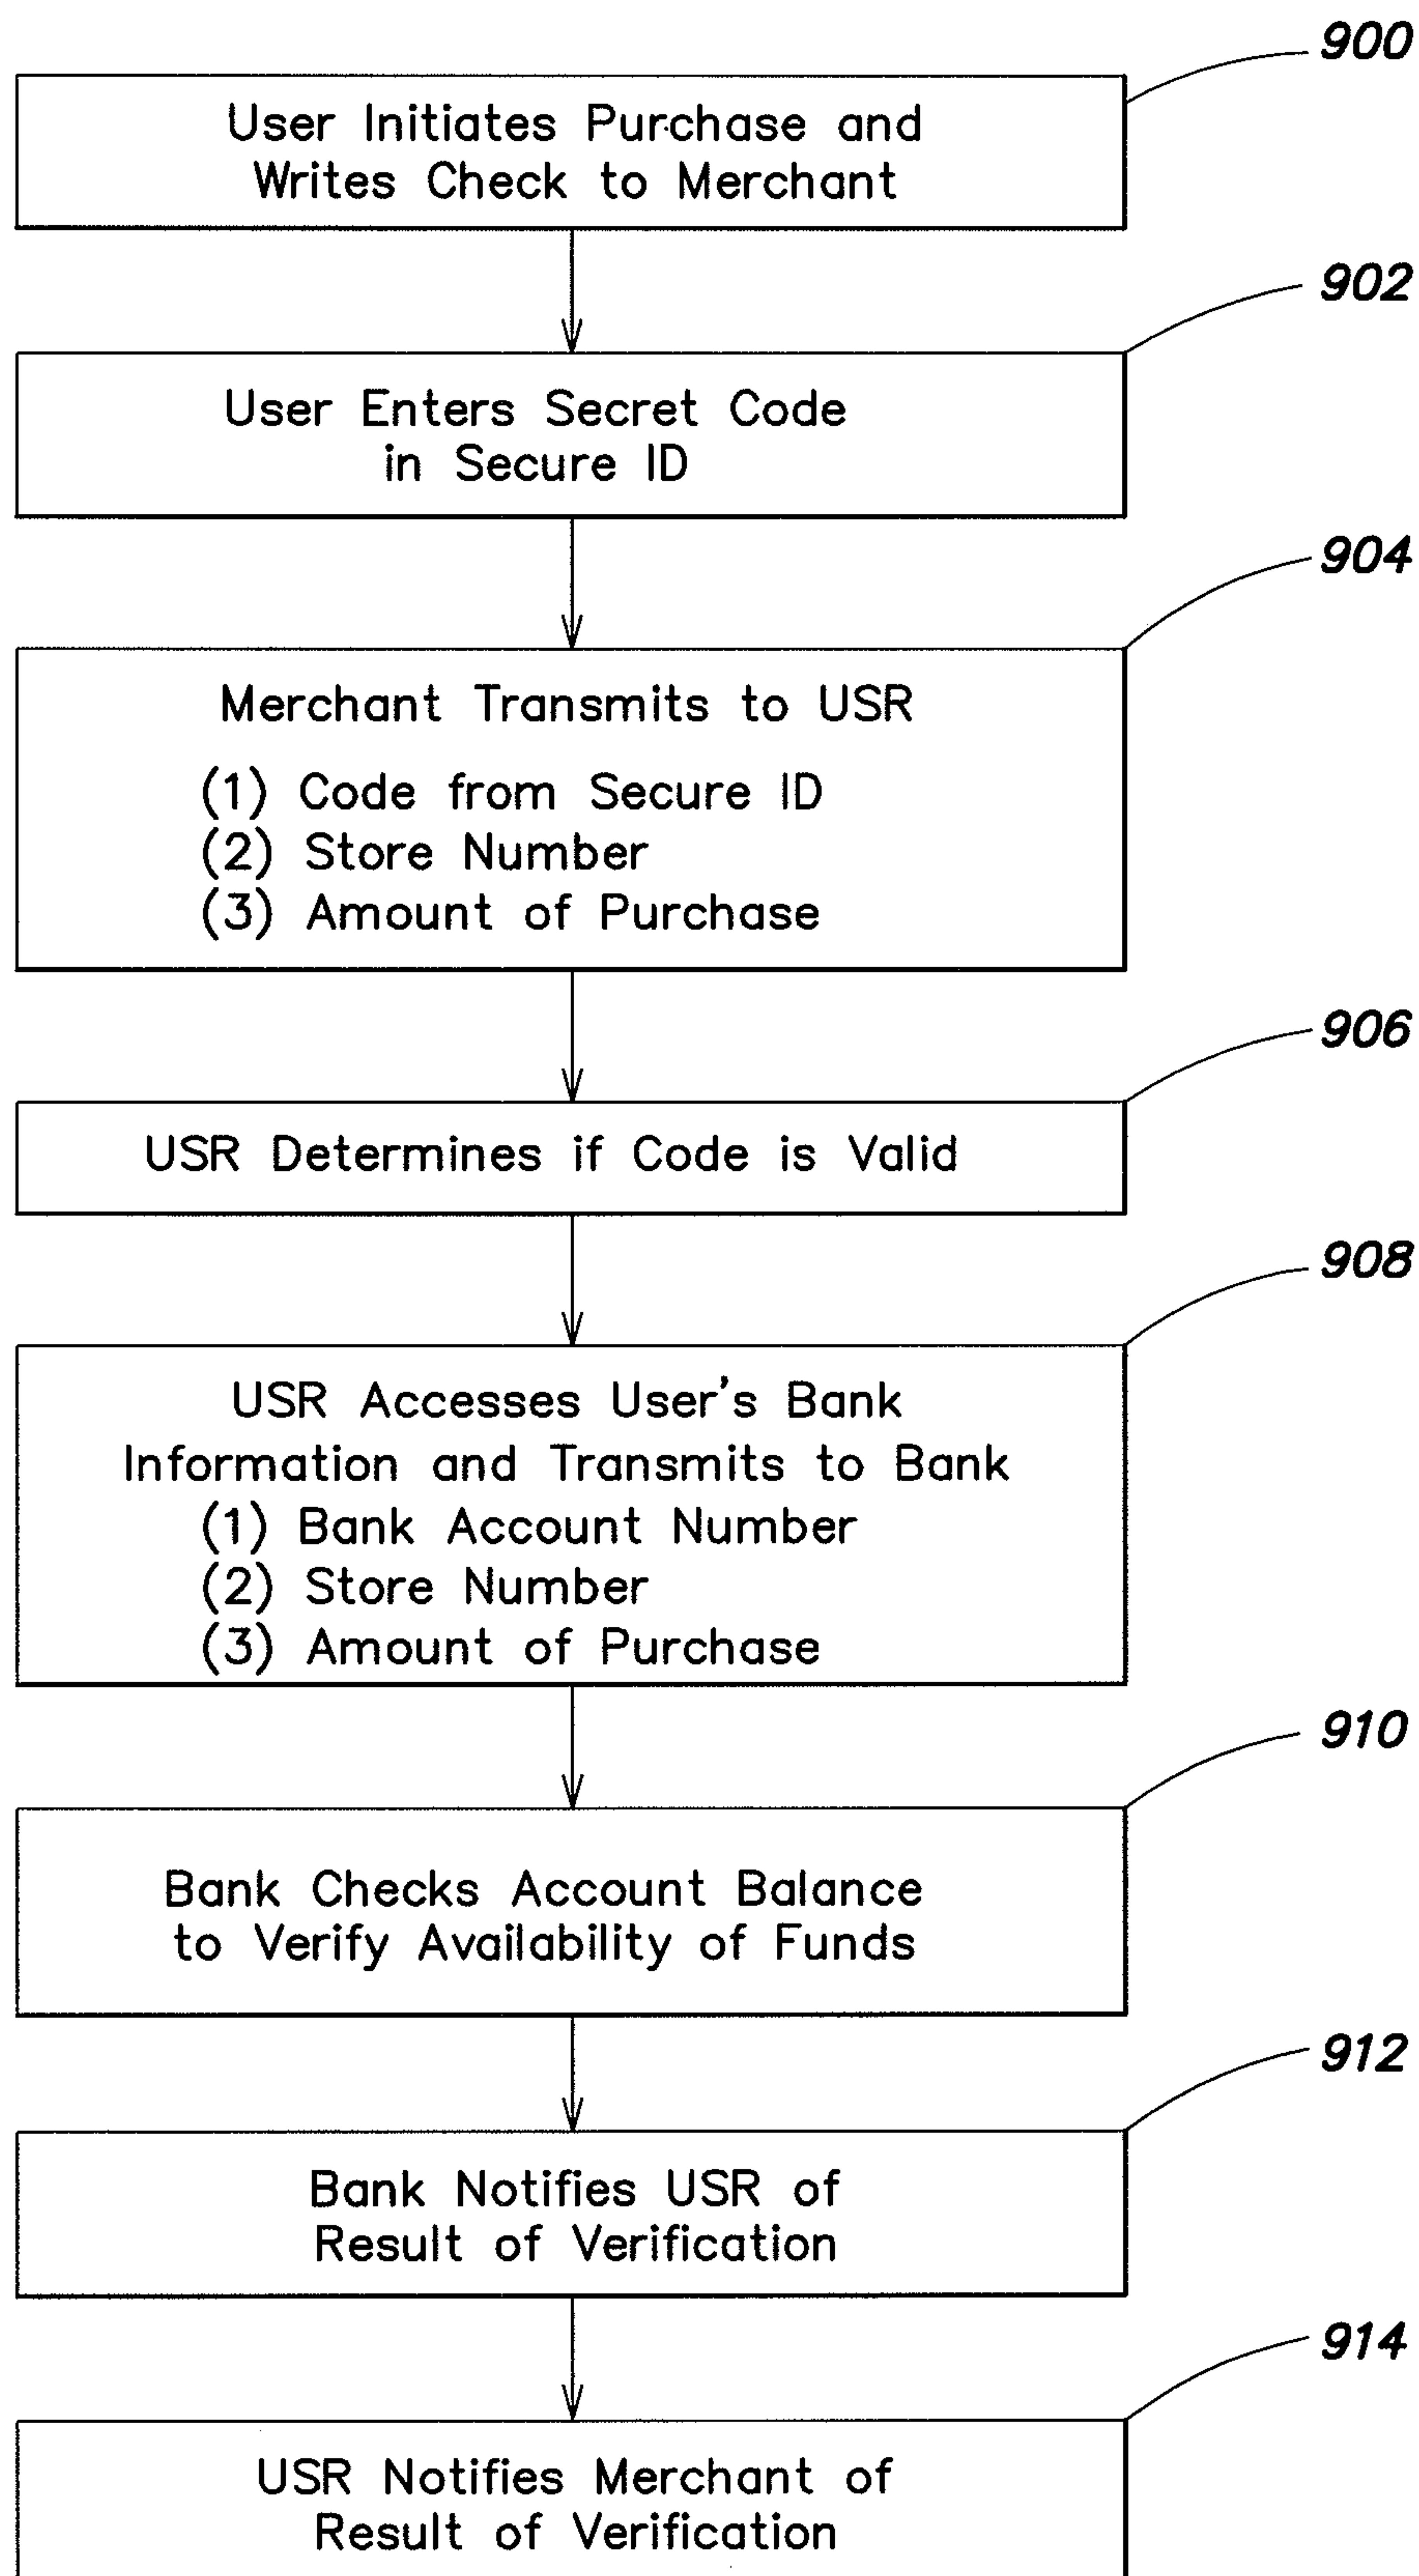 900
User Initiates Purchase and
Writes Check to Merchant
902
User Enters Secret Code
in Secure ID
904
Merchant Transmits to USR
(1) Code from Secure ID
(2) Store Number
(3) Amount of Purchase
906
USR Determines if Code is Valid
908
USR Accesses User's Bank
Information and Transmits to Bank
(1) Bank Account Number
(2) Store Number
(3) Amount of Purchase
910
Bank Checks Account Balance
to Verify Availability of Funds
912
Bank Notifies USR of
Result of Verification
914
USR Notifies Merchant of
Result of Verification